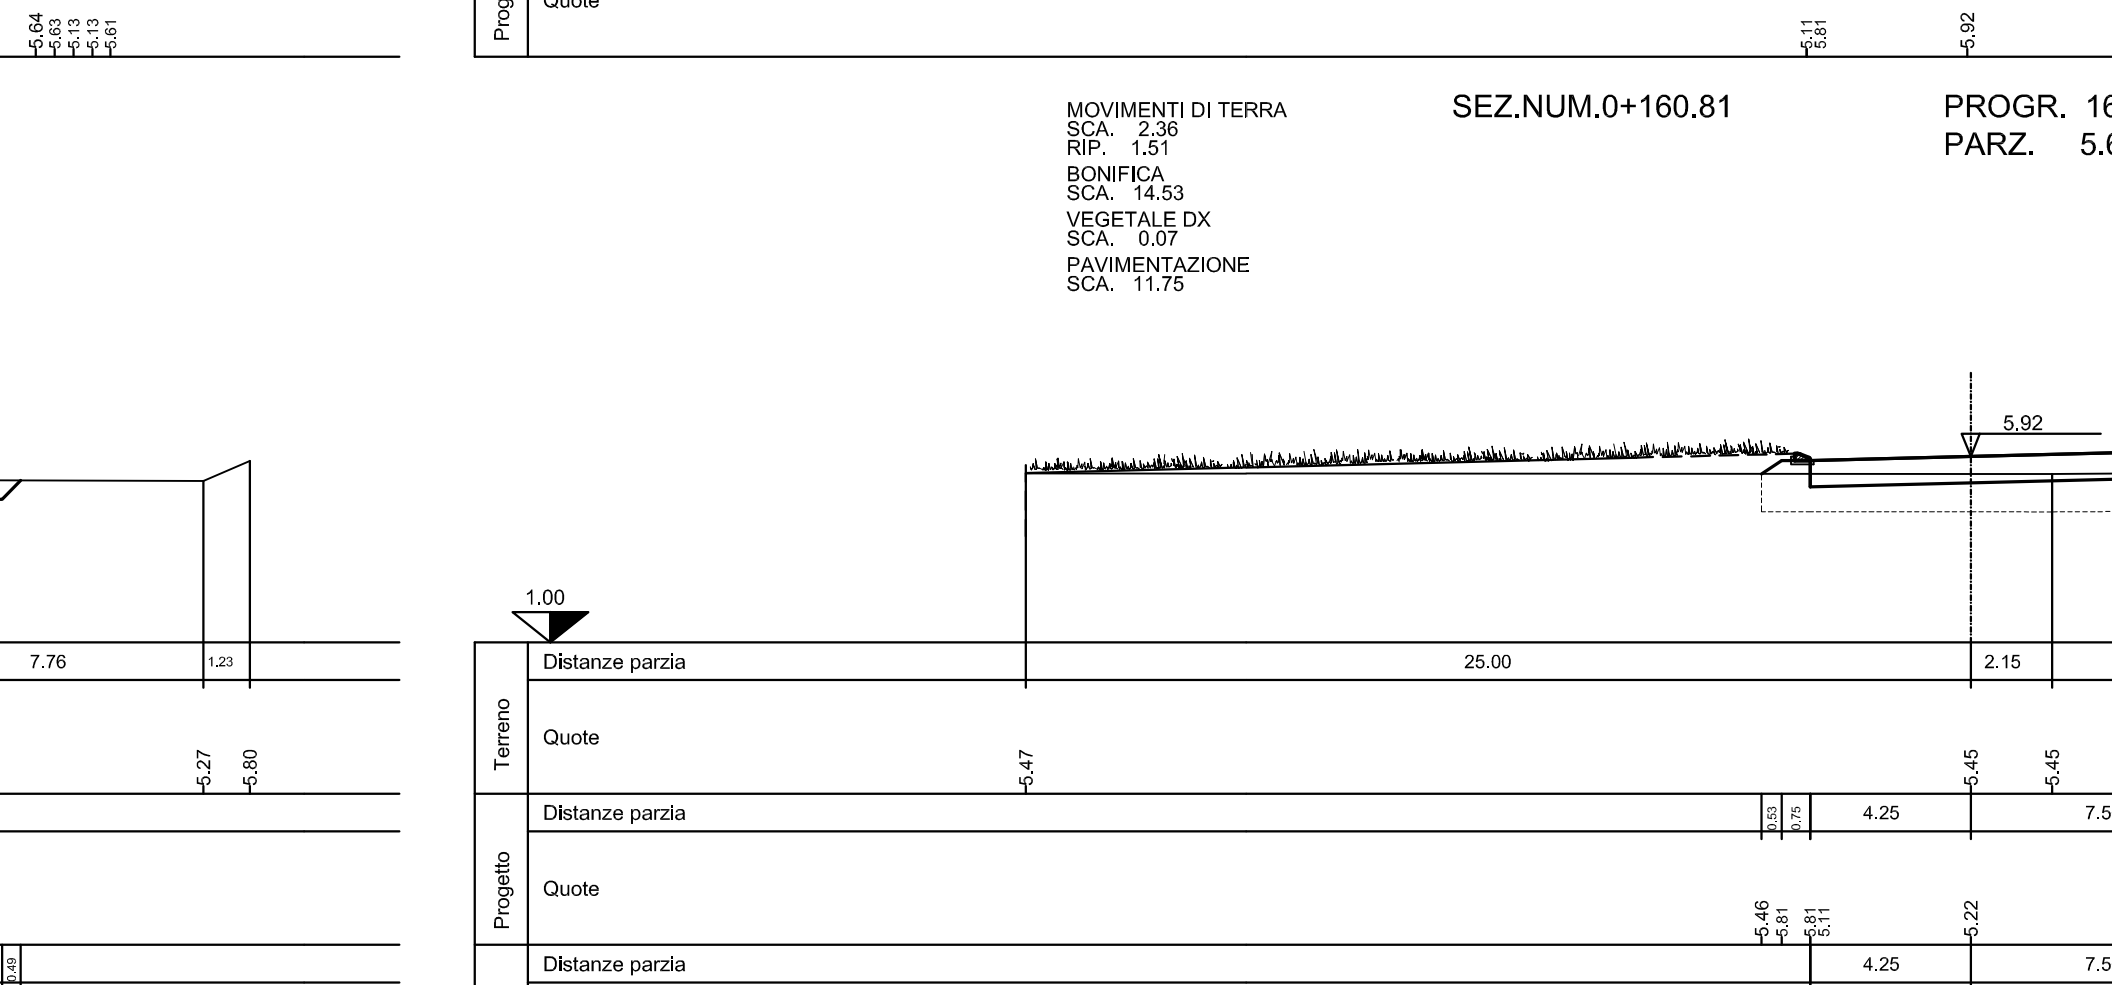 5.64
5.63
5.13
5.13
5.61
Quote
5.11
5.81
5.92
MOVIMENTI DI TERRA
SCA. 2.36
RIP. 1.51
BONIFICA
SCA. 14.53
VEGETALE DX
SCA. 0.07
PAVIMENTAZIONE
SCA. 11.75
SEZ.NUM.0+160.81
PROGR.
PARZ.
5.92
1.00
7.76
1.23
5.27
5.80
Terreno
Distanze parzia
25.00
2.15
Quote
5.47
5.45
5.45
Progetto
Distanze parzia
0.53
0.75
4.25
7.5
Quote
5.46
5.81
5.81
5.11
5.22
0.49
Distanze parzia
4.25
7.5